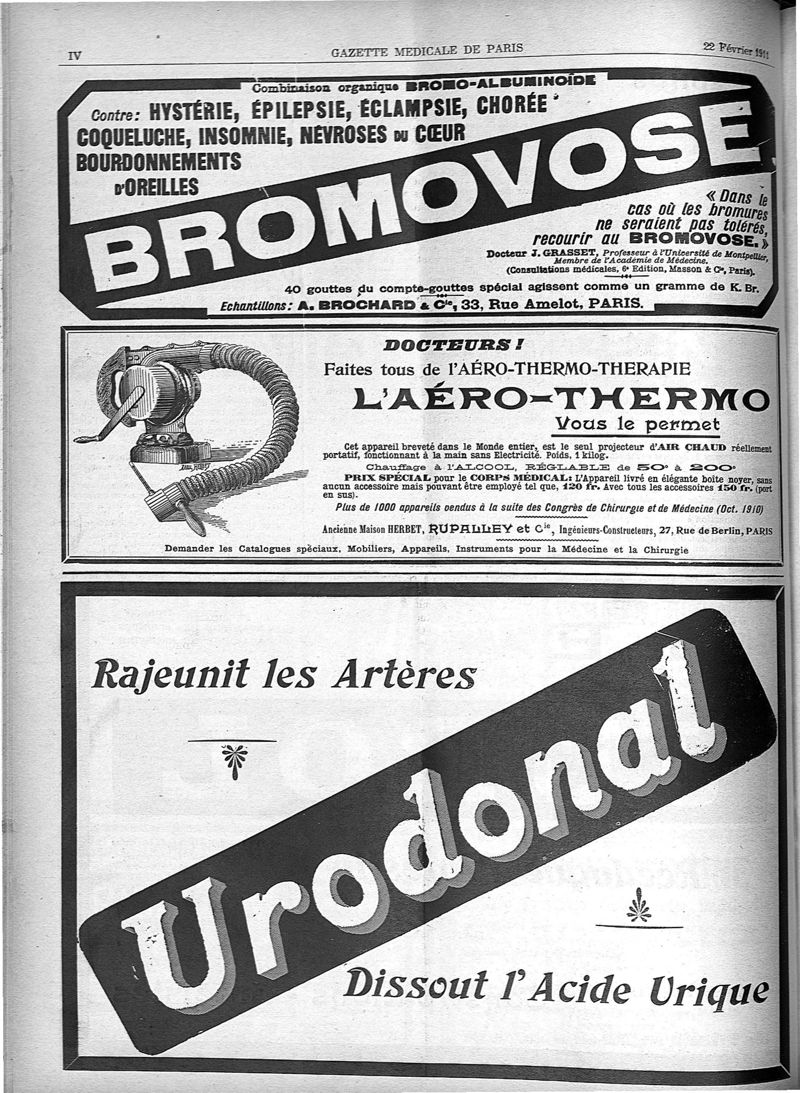 IV
GAZETTE MEDICALE DE PARIS
22 Février 1911
Combinaison organique BROMO-ALBUMINOÏDE
Contre: HYSTÉRIE, ÉPILEPSIE, ÉCLAMPSIE, CHORÉE
COQUELUCHE, INSOMNIE, NÉVROSES DU CŒUR
BOURDONNEMENTS
D'OREILLES
BROMOVOSE
« Dans le
cas où les bromures
ne seraient pas tolérés,
recourir au BROMOVOSE. »
Docteur J. GRASSET, Professeur à l'Université de Montpellier,
Membre de l'Académie de Médecine.
(Consultations médicales, 6e Edition, Masson & Cie, Paris).
40 gouttes du compte-gouttes spécial agissent comme un gramme de K. Br.
Echantillons: A. BROCHARD & Cie, 33, Rue Amelot, PARIS.
DOCTEURS!
Faites tous de l'AÉRO-THERMO-THERAPIE
L'AÉRO-THERMO
Vous le permet
Cet appareil breveté dans le Monde entier, est le seul projecteur d'AIR CHAUD réellement
portatif, fonctionnant à la main sans Electricité. Poids, 1 kilog.
Chauffage à l'ALCOOL, RÉGLABLE de 50° à 200°
PRIX SPÉCIAL pour le CORPS MÉDICAL: L'Appareil livré en élégante boîte noyer, sans
aucun accessoire mais pouvant être employé tel que, 120 fr. Avec tous les accessoires 150 fr. (port
en sus).
Plus de 1000 appareils vendus à la suite des Congrès de Chirurgie et de Médecine (Oct. 1910)
Ancienne Maison HERBET, RUPALLEY et Cie, Ingénieurs-Constructeurs, 27, Rue de Berlin, PARIS
Demander les Catalogues spéciaux, Mobiliers, Appareils, Instruments pour la Médecine et la Chirurgie
Rajeunit les Artères
Urodonal
Dissout l'Acide Urique